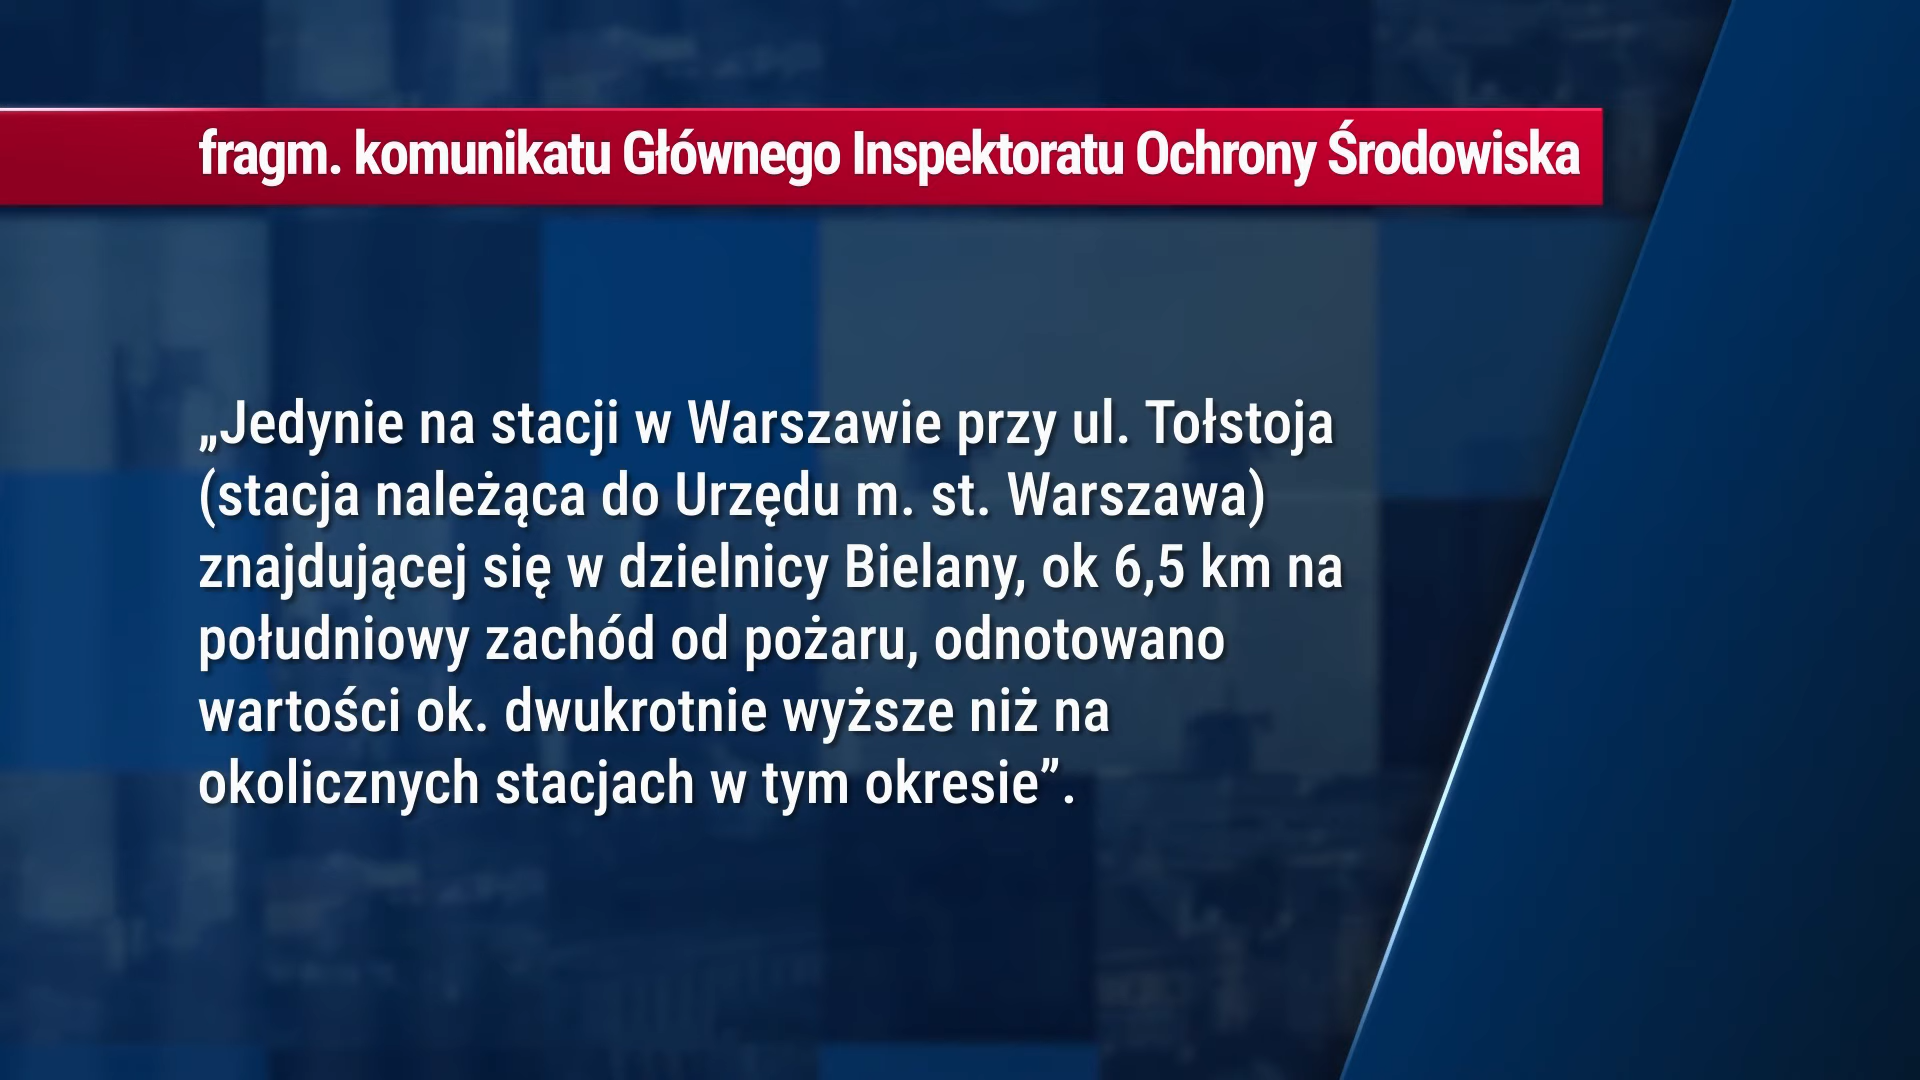 fragm. komunikatu Głównego Inspektoratu Ochrony Środowiska
„Jedynie na stacji w Warszawie przy ul. Tołstoja
(stacja należąca do Urzędu m. st. Warszawa)
znajdującej się w dzielnicy Bielany, ok 6,5 km na
południowy zachód od pożaru, odnotowano
wartości ok. dwukrotnie wyższe niż na
okolicznych stacjach w tym okresie”.